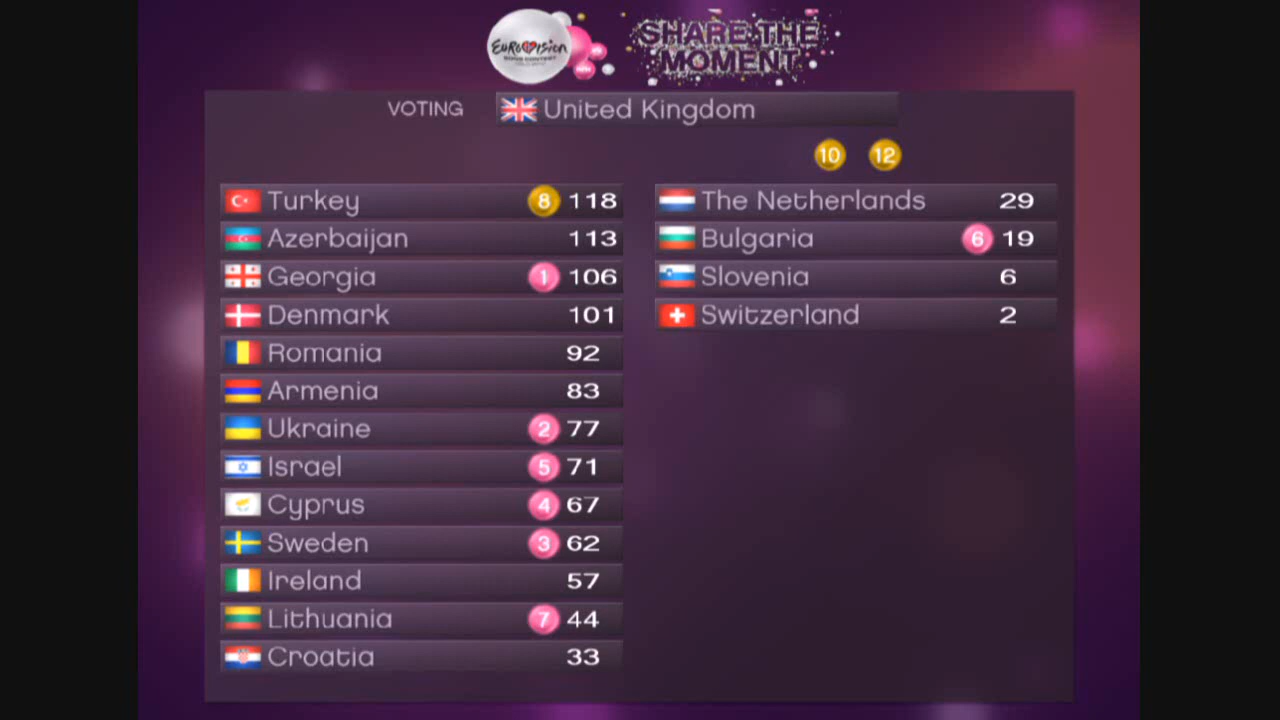 EUROVISION
SONG CONTEST
SHARE THE
MOMENT
VOTING United Kingdom
10 12
Turkey 8 118
Azerbaijan 113
Georgia 1 106
Denmark 101
Romania 92
Armenia 83
Ukraine 2 77
Israel 5 71
Cyprus 4 67
Sweden 3 62
Ireland 57
Lithuania 7 44
Croatia 33
The Netherlands 29
Bulgaria 6 19
Slovenia 6
Switzerland 2